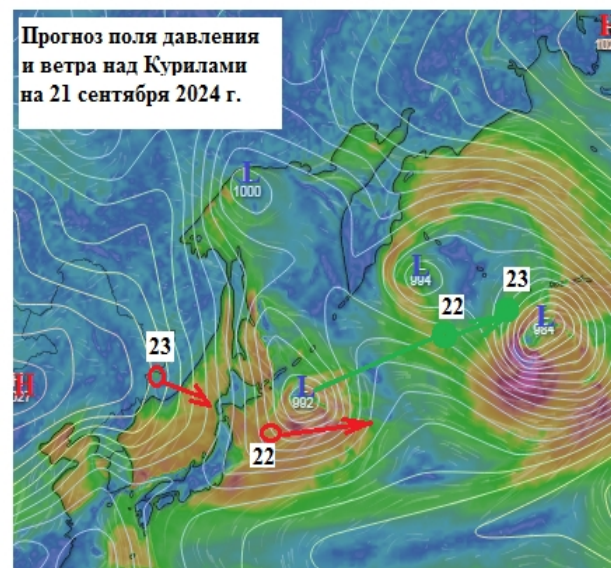 Прогноз поля давления
и ветра над Курилами
на 21 сентября 2024 г.
H
L
1000
L
994
23
22
L
984
23
H
L
992
22